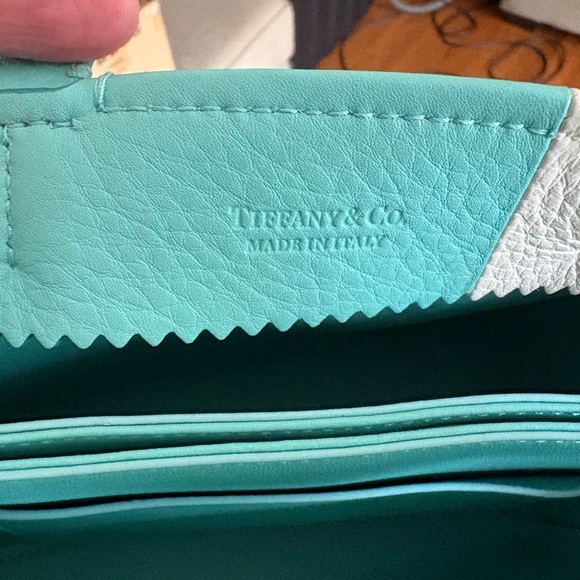 TIFFANY & CO.
MADE IN ITALY